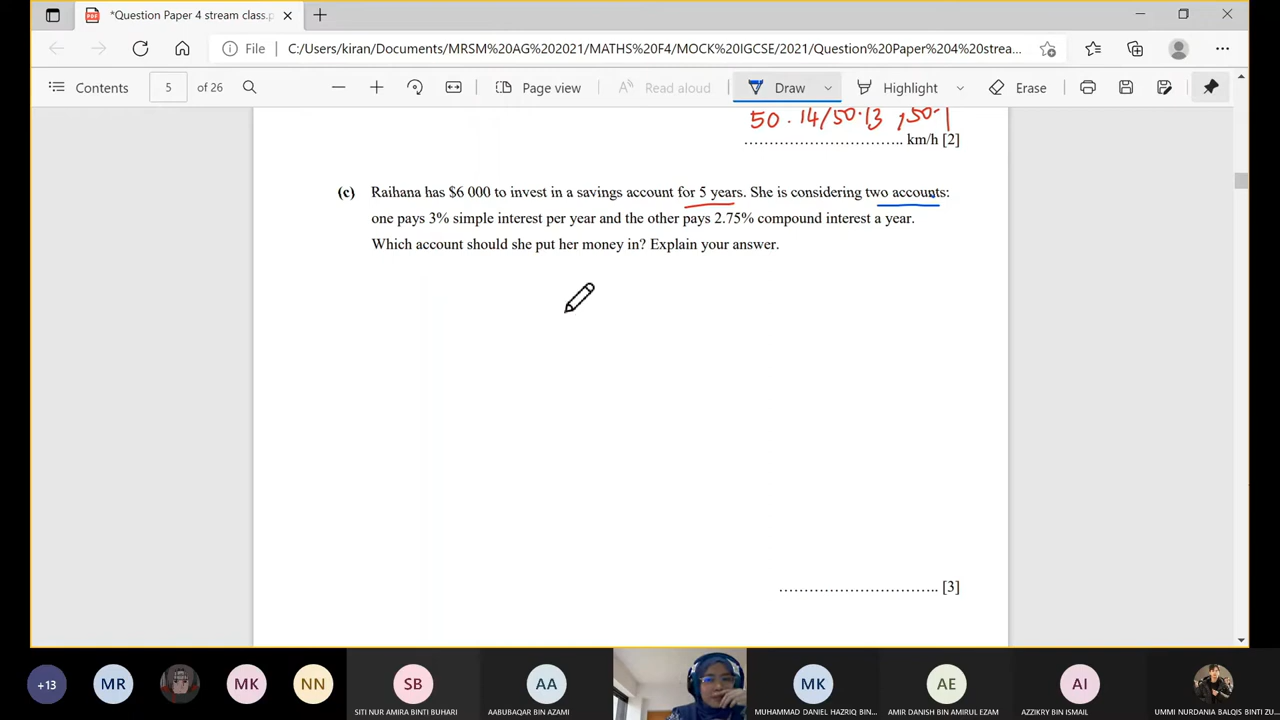 *Question Paper 4 stream class.p
File C:/Users/kiran/Documents/MRSM%20AG%202021/MATHS%20F4/MOCK%20IGCSE/2021/Question%20Paper%204%20strea...
Contents 5 of 26 Page view Read aloud Draw Highlight Erase
50.14/50.13 , 50.1
.................................. km/h [2]
(c) Raihana has $6 000 to invest in a savings account for 5 years. She is considering two accounts:
one pays 3% simple interest per year and the other pays 2.75% compound interest a year.
Which account should she put her money in? Explain your answer.
.................................. [3]
+13 MR MK NN SB AA MK AE AI
SITI NUR AMIRA BINTI BUHARI AABUBAQAR BIN AZAMI MUHAMMAD DANIEL HAZRIQ BIN... AMIR DANISH BIN AMIRUL EZAM AZZIKRY BIN ISMAIL UMMI NURDANIA BALQIS BINTI ZU...